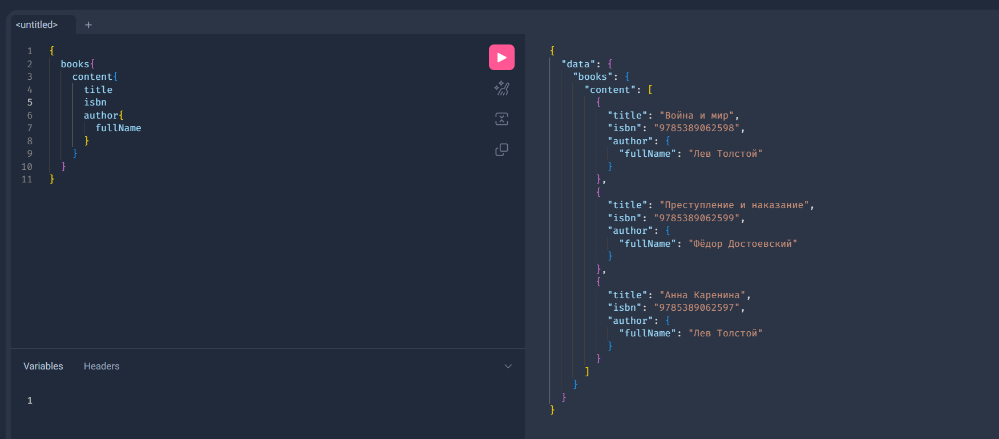 <untitled> +
1 {
2 books{
3 content{
4 title
5 isbn
6 author{
7 fullName
8 }
9 }
10 }
11 }
Variables Headers
1
{
"data": {
"books": {
"content": [
{
"title": "Война и мир",
"isbn": "9785389062598",
"author": {
"fullName": "Лев Толстой"
}
},
{
"title": "Преступление и наказание",
"isbn": "9785389062599",
"author": {
"fullName": "Фёдор Достоевский"
}
},
{
"title": "Анна Каренина",
"isbn": "9785389062597",
"author": {
"fullName": "Лев Толстой"
}
}
]
}
}
}